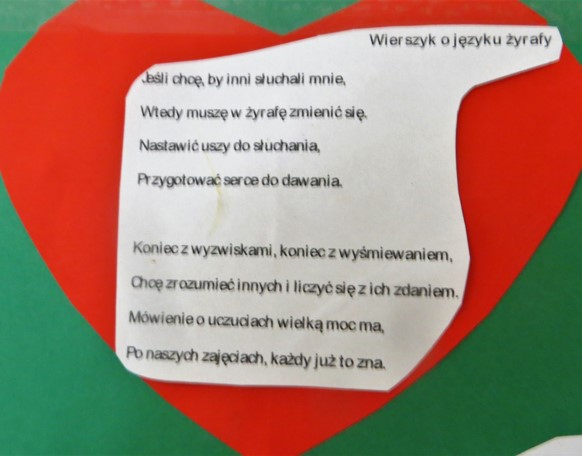 Wierszyk o języku żyrafy
Jeśli chcę, by inni słuchali mnie,
Wtedy muszę w żyrafę zmienić się.
Nastawić uszy do słuchania,
Przygotować serce do dawania.
Koniec z wyzwiskami, koniec z wyśmiewaniem,
Chcę zrozumieć innych i liczyć się z ich zdaniem.
Mówienie o uczuciach wielką moc ma,
Po naszych zajęciach, każdy już to zna.